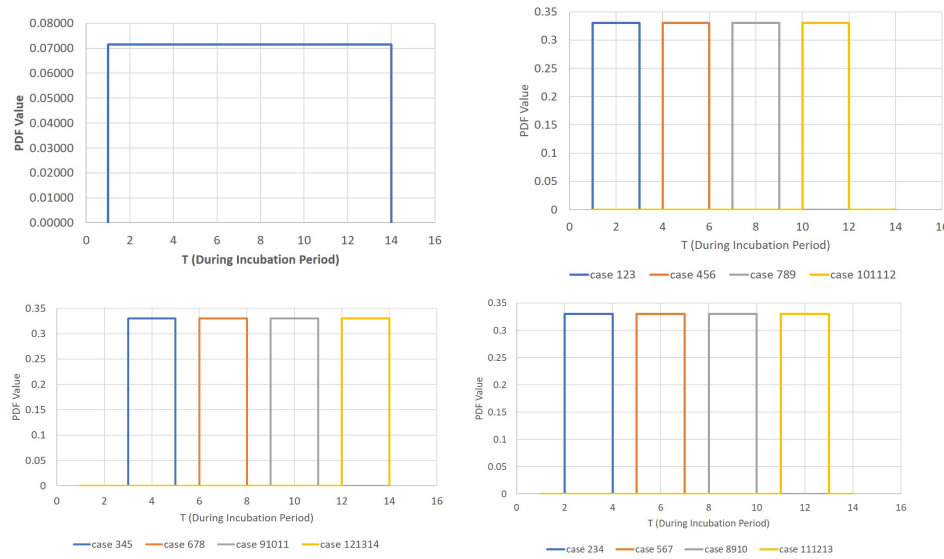 0.08000
0.07000
0.06000
0.05000
0.04000
0.03000
0.02000
0.01000
0.00000
PDF Value
0 2 4 6 8 10 12 14 16
T (During Incubation Period)
0.35
0.3
0.25
0.2
0.15
0.1
0.05
0
PDF Value
0 2 4 6 8 10 12 14 16
T (During Incubation Period)
case 123 case 456 case 789 case 101112
0.35
0.3
0.25
0.2
0.15
0.1
0.05
0
PDF Value
0 2 4 6 8 10 12 14 16
T (During Incubation Period)
case 345 case 678 case 91011 case 121314
0.35
0.3
0.25
0.2
0.15
0.1
0.05
0
PDF Value
0 2 4 6 8 10 12 14 16
T (During Incubation Period)
case 234 case 567 case 8910 case 111213